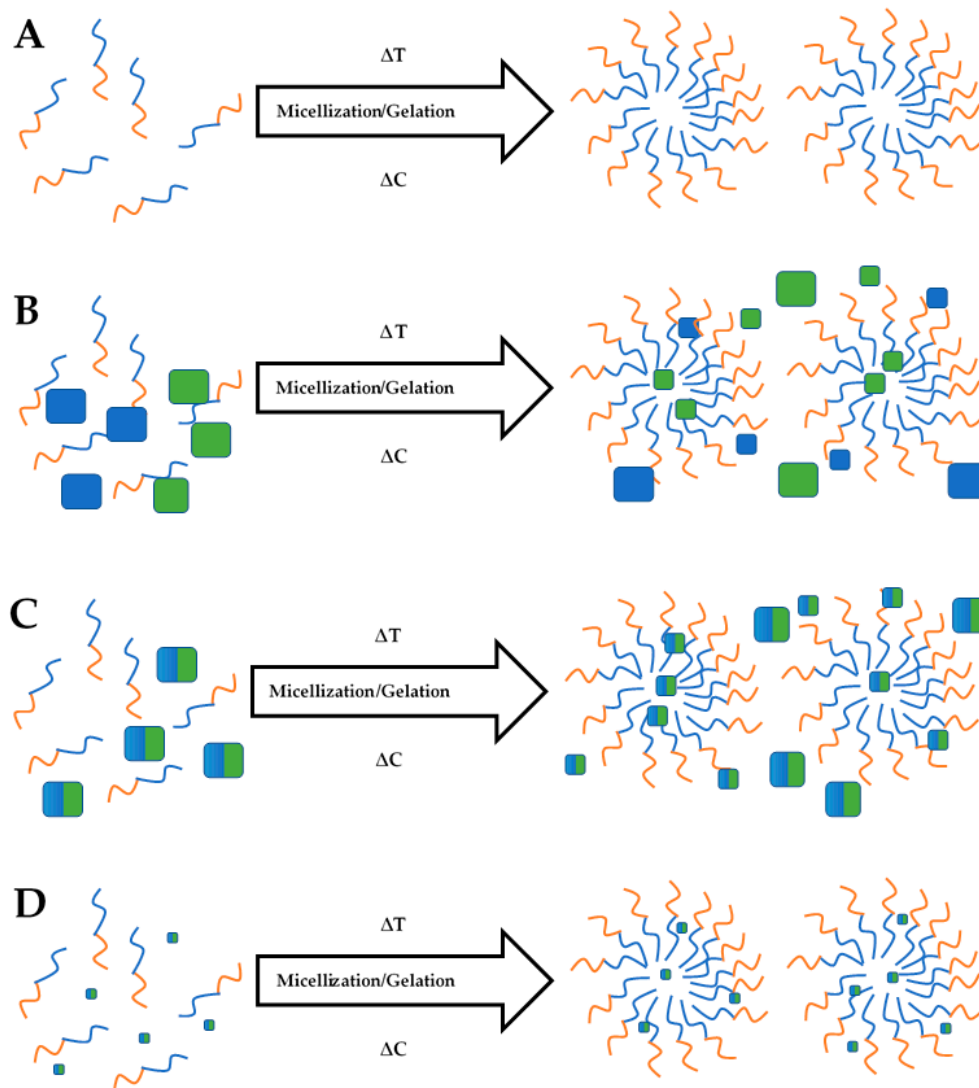 A
ΔT
Micellization/Gelation
ΔC
B
ΔT
Micellization/Gelation
ΔC
C
ΔT
Micellization/Gelation
ΔC
D
ΔT
Micellization/Gelation
ΔC